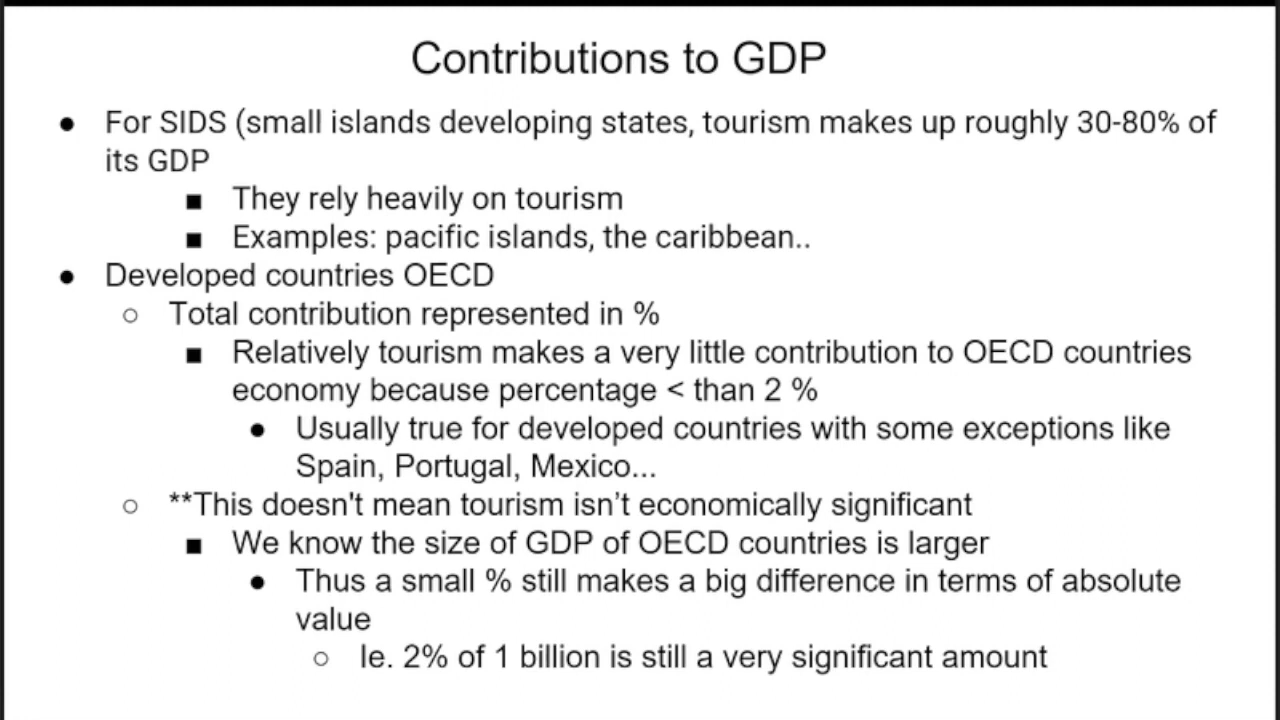 Contributions to GDP
● For SIDS (small islands developing states, tourism makes up roughly 30-80% of
its GDP
■ They rely heavily on tourism
■ Examples: pacific islands, the caribbean..
● Developed countries OECD
○ Total contribution represented in %
■ Relatively tourism makes a very little contribution to OECD countries
economy because percentage < than 2 %
● Usually true for developed countries with some exceptions like
Spain, Portugal, Mexico...
○ **This doesn't mean tourism isn’t economically significant
■ We know the size of GDP of OECD countries is larger
● Thus a small % still makes a big difference in terms of absolute
value
○ Ie. 2% of 1 billion is still a very significant amount